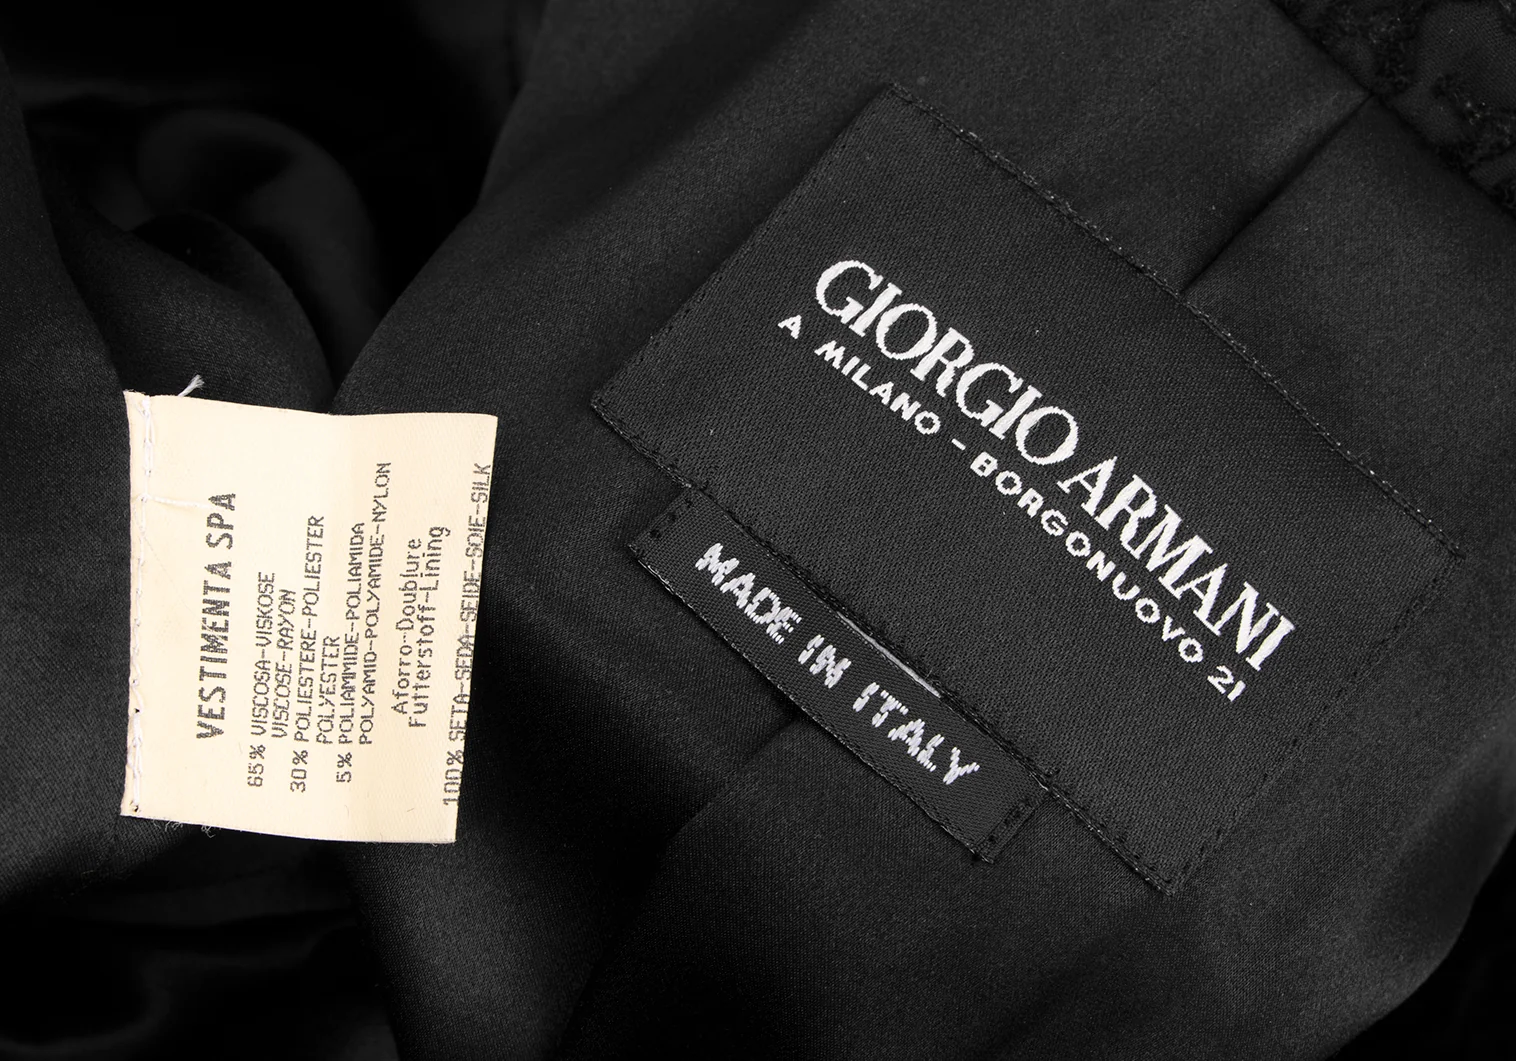 VESTIMENTA SPA
65% VISCOSA-VISKOSE
VISCOSE-RAYON
30% POLIESTERE-POLIESTER
POLYESTER
5% POLIAMMIDE-POLIAMIDA
POLYAMID-POLYAMIDE-NYLON
Aforro-Doublure
Futterstoff-Lining
100% SETA-SEDA-SEIDE-SOIE-SILK
GIORGIO ARMANI
A MILANO - BORGONUOVO 21
MADE IN ITALY